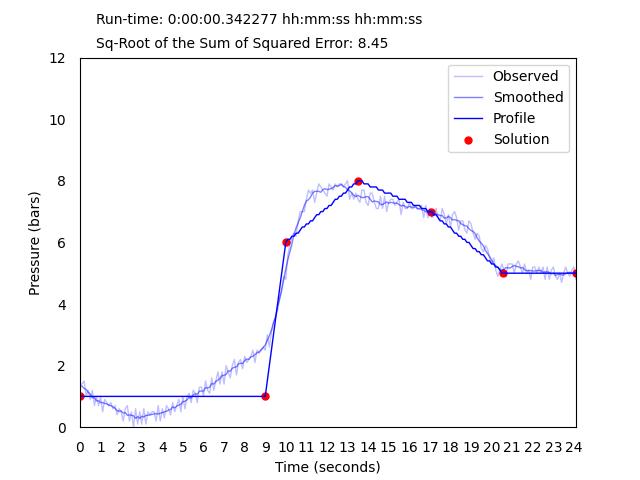 Run-time: 0:00:00.342277 hh:mm:ss hh:mm:ss
Sq-Root of the Sum of Squared Error: 8.45
Observed
Smoothed
Profile
Solution
12
10
8
6
4
2
0
Pressure (bars)
0 1 2 3 4 5 6 7 8 9 10 11 12 13 14 15 16 17 18 19 20 21 22 23 24
Time (seconds)